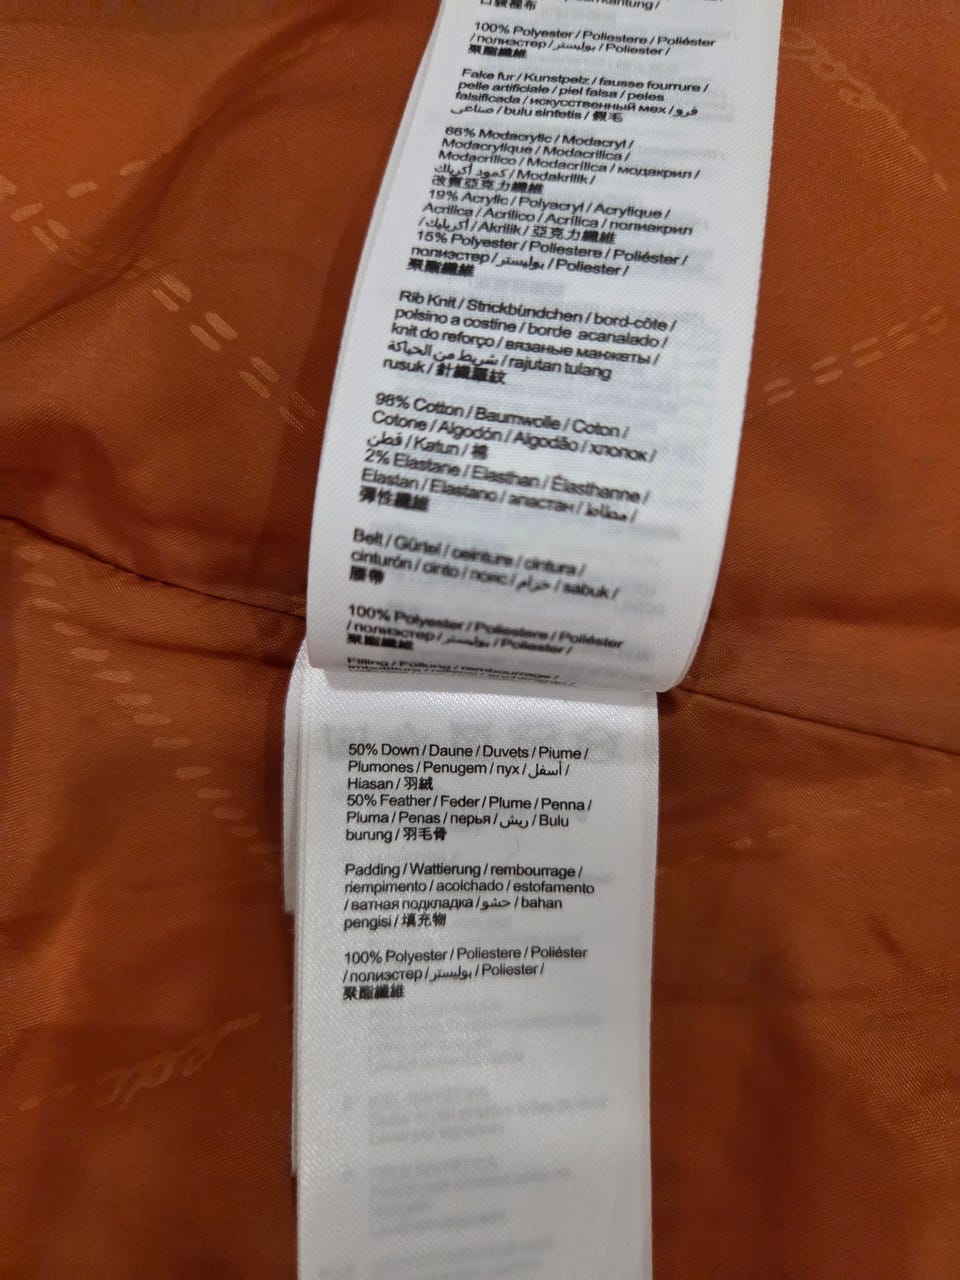 口袋裡布
100% Polyester / Poliestere / Poliéster
/ полиэстер / بوليستر / Poliester /
聚酯纖維
Fake fur / Kunstpelz / fausse fourrure /
pelle artificiale / piel falsa / peles
falsificada / искусственный мех / فرو
صناعي / bulu sintetis / 假毛
66% Modacrylic / Modacryl /
Modacrylique / Modacrilica /
Modacrílico / Modacrílica / модакрил /
كمود أكريلك / Modakrilik /
改質亞克力纖維
19% Acrylic / Polyacryl / Acrylique /
Acrilica / Acrílico / Acrílica / полиакрил
/ أكريليك / Akrilik / 亞克力纖維
15% Polyester / Poliestere / Poliéster /
полиэстер / بوليستر / Poliester /
聚酯纖維
Rib Knit / Strickbündchen / bord-côte /
polsino a costine / borde acanalado /
knit do reforço / вязаные манжеты /
شريط من الحياكة / rajutan tulang
rusuk / 針織羅紋
98% Cotton / Baumwolle / Coton /
Cotone / Algodón / Algodão / хлопок /
قطن / Katun / 棉
2% Elastane / Elasthan / Élasthanne /
Elastan / Elastano / эластан / مطاط /
彈性纖維
Belt / Gürtel / ceinture / cintura /
cinturón / cinto / пояс / حزام / sabuk /
腰帶
100% Polyester / Poliestere / Poliéster
/ полиэстер / بوليستر / Poliester /
聚酯纖維
Filling / Füllung / rembourrage /
50% Down / Daune / Duvets / Piume /
Plumones / Penugem / пух / أسفل /
Hiasan / 羽絨
50% Feather / Feder / Plume / Penna /
Pluma / Penas / перья / ريش / Bulu
burung / 羽毛骨
Padding / Wattierung / rembourrage /
riempimento / acolchado / estofamento
/ ватная подкладка / حشو / bahan
pengisi / 填充物
100% Polyester / Poliestere / Poliéster
/ полиэстер / بوليستر / Poliester /
聚酯纖維